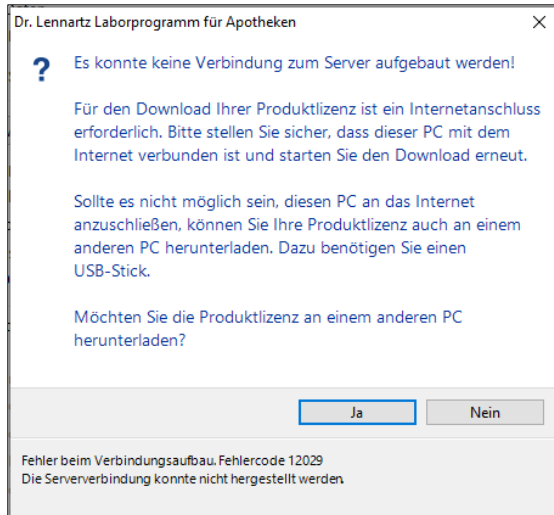 Dr. Lennartz Laborprogramm für Apotheken
Es konnte keine Verbindung zum Server aufgebaut werden!
Für den Download Ihrer Produktlizenz ist ein Internetanschluss
erforderlich. Bitte stellen Sie sicher, dass dieser PC mit dem
Internet verbunden ist und starten Sie den Download erneut.
Sollte es nicht möglich sein, diesen PC an das Internet
anzuschließen, können Sie Ihre Produktlizenz auch an einem
anderen PC herunterladen. Dazu benötigen Sie einen
USB-Stick.
Möchten Sie die Produktlizenz an einem anderen PC
herunterladen?
Ja Nein
Fehler beim Verbindungsaufbau. Fehlercode 12029
Die Serververbindung konnte nicht hergestellt werden.